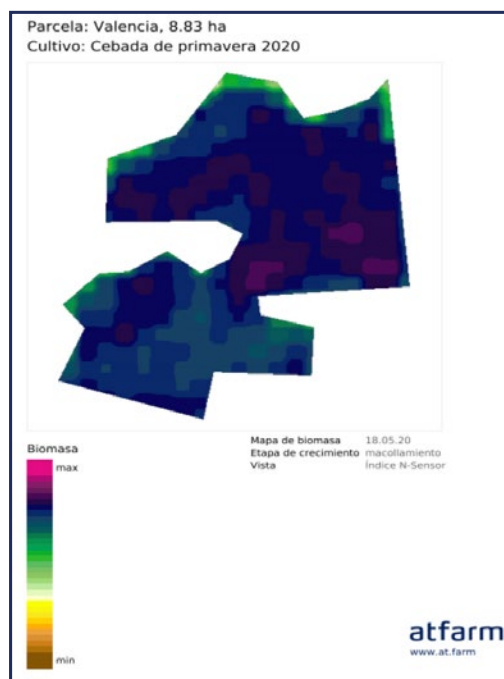 Parcela: Valencia, 8.83 ha
Cultivo: Cebada de primavera 2020
Mapa de biomasa 18.05.20
Etapa de crecimiento macollamiento
Vista Índice N-Sensor
Biomasa
max
min
atfarm
www.at.farm